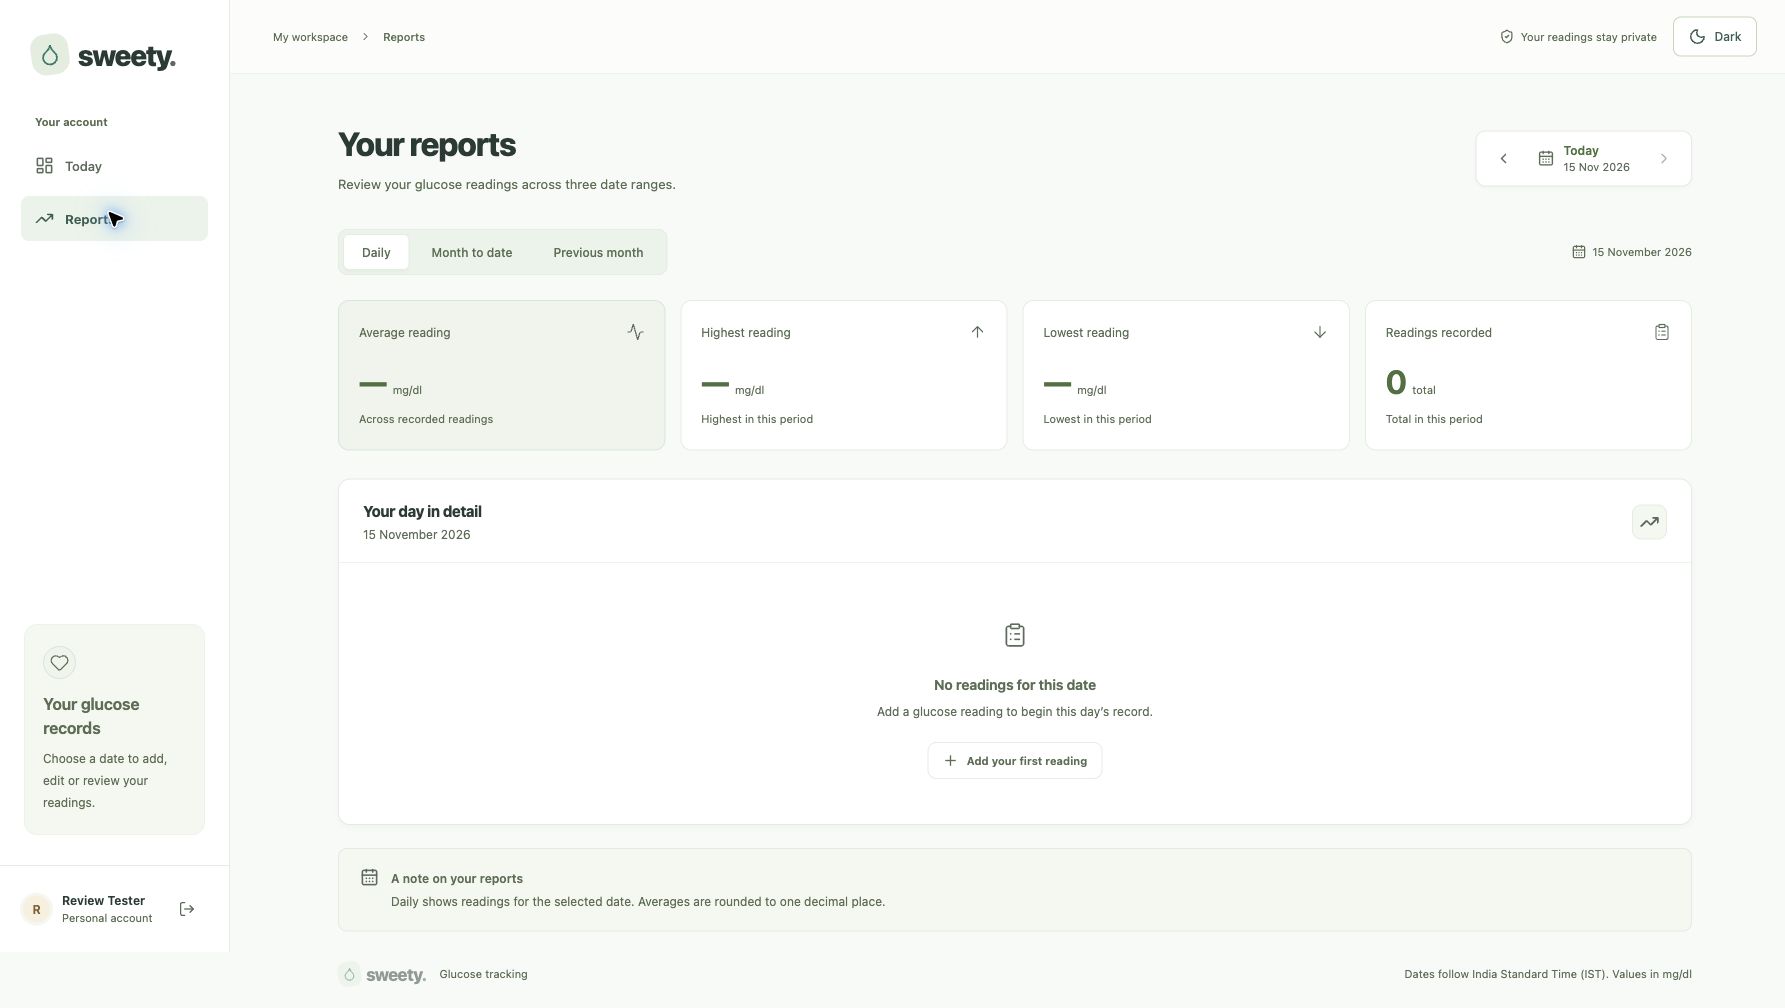 sweety.
Your account
Today
Reports
Your glucose
records
Choose a date to add,
edit or review your
readings.
R
Review Tester
Personal account
My workspace
Reports
Your readings stay private
Dark
Your reports
Review your glucose readings across three date ranges.
Today
15 Nov 2026
Daily
Month to date
Previous month
15 November 2026
Average reading
— mg/dl
Across recorded readings
Highest reading
— mg/dl
Highest in this period
Lowest reading
— mg/dl
Lowest in this period
Readings recorded
0 total
Total in this period
Your day in detail
15 November 2026
No readings for this date
Add a glucose reading to begin this day’s record.
Add your first reading
A note on your reports
Daily shows readings for the selected date. Averages are rounded to one decimal place.
sweety.
Glucose tracking
Dates follow India Standard Time (IST). Values in mg/dl